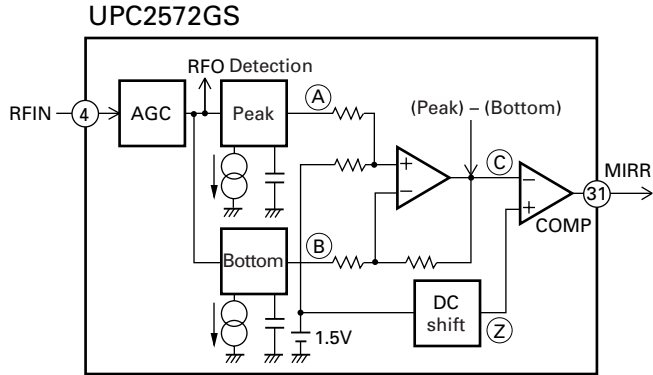 UPC2572GS
RFO Detection
RFIN
4
AGC
Peak
A
(Peak) – (Bottom)
+
−
C
−
+
COMP
31
MIRR
Bottom
B
1.5V
DC
shift
Z